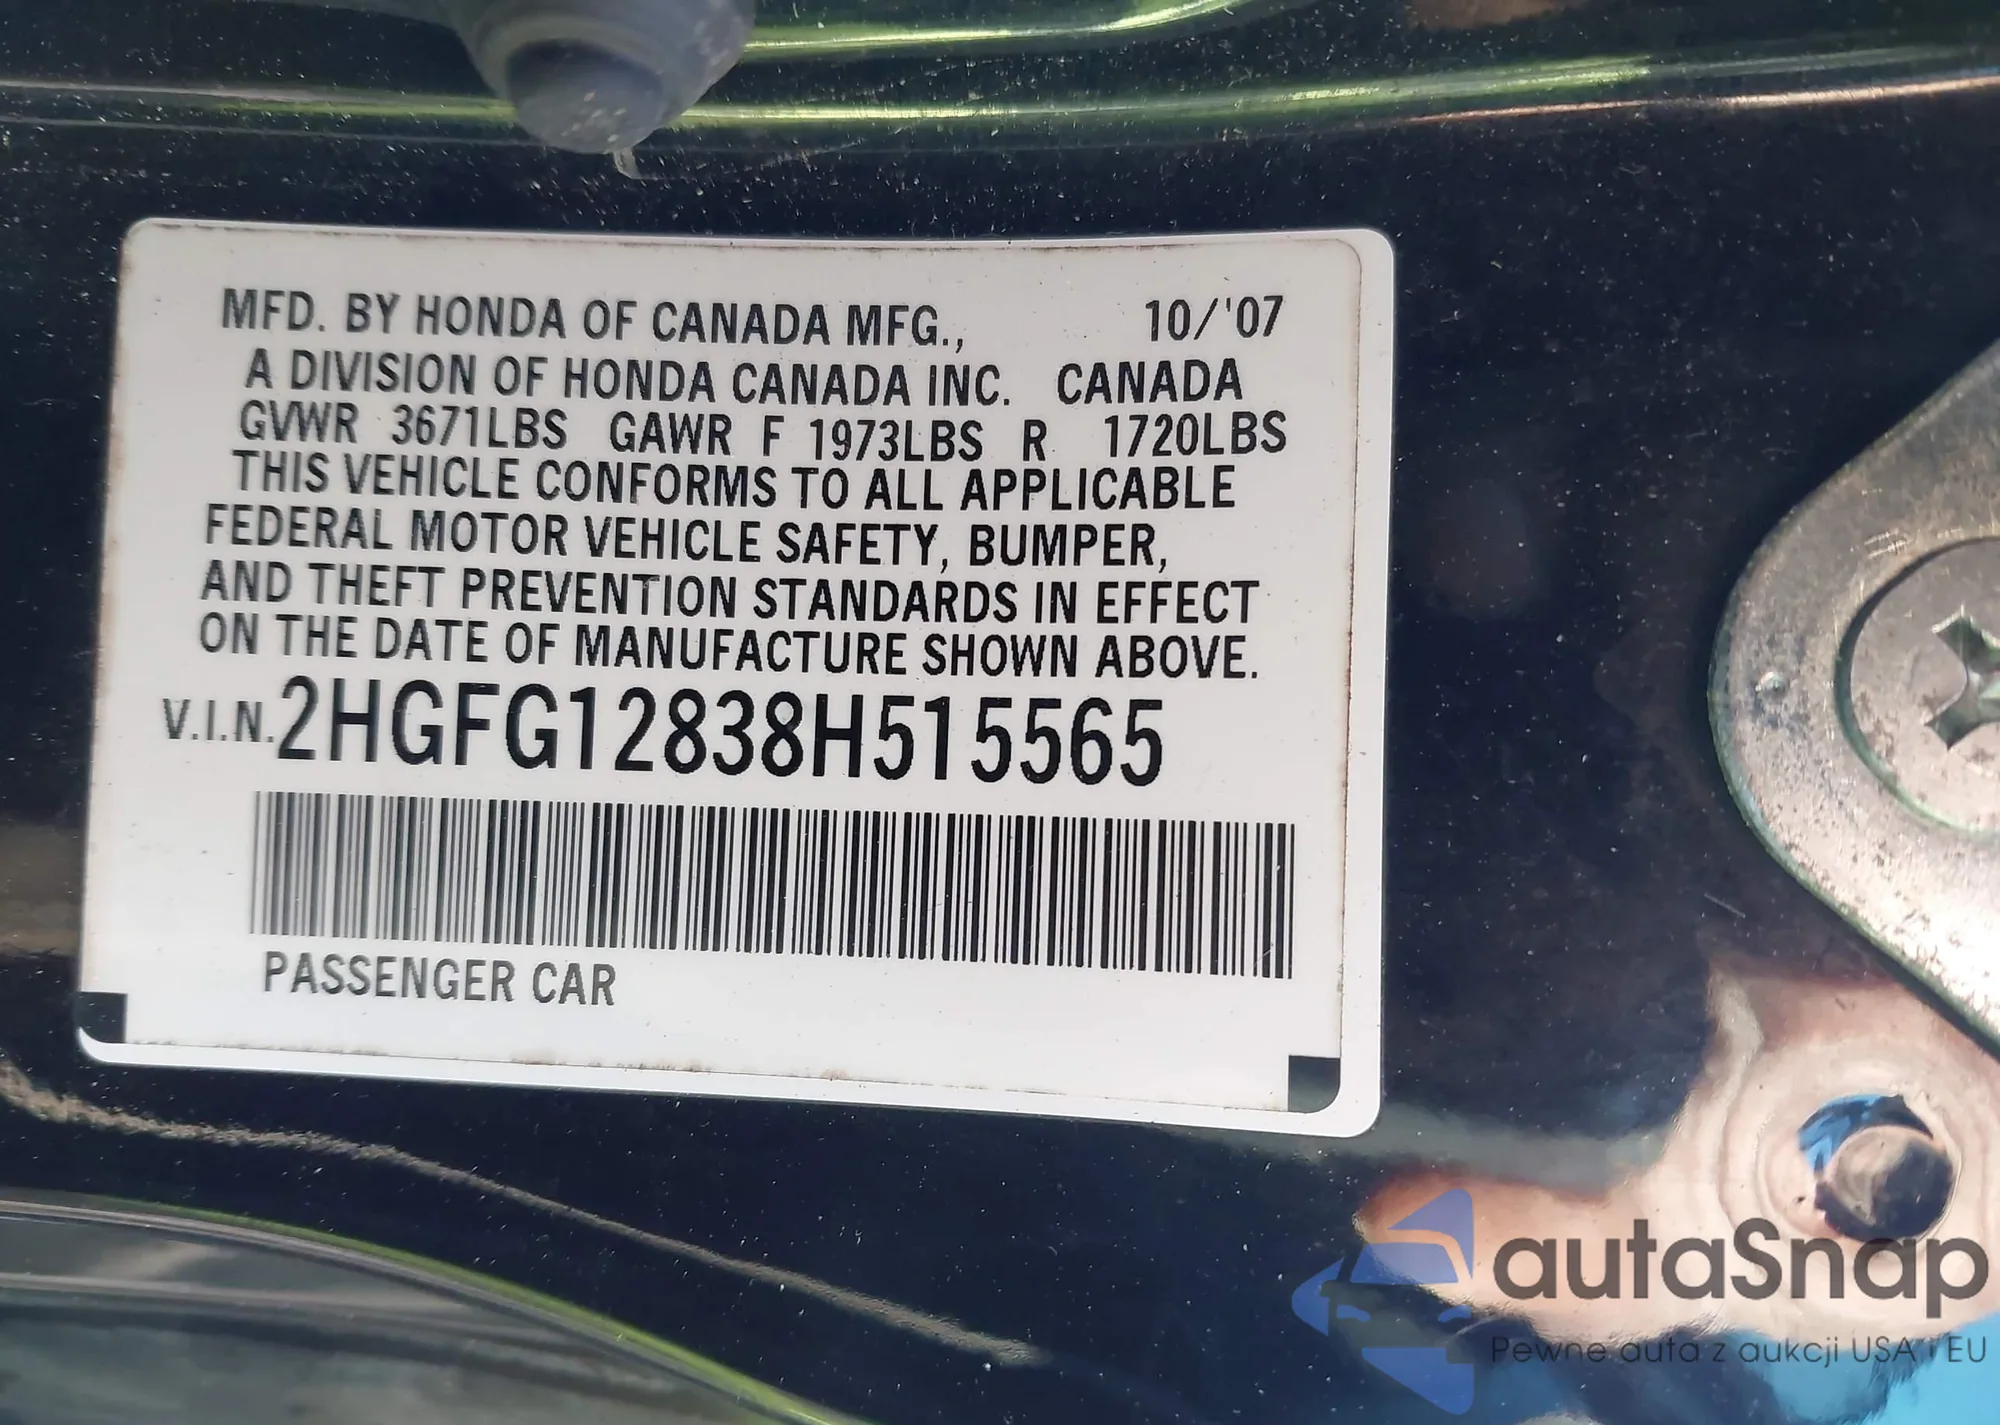 MFD. BY HONDA OF CANADA MFG., 10/'07
A DIVISION OF HONDA CANADA INC. CANADA
GVWR 3671LBS GAWR F 1973LBS R 1720LBS
THIS VEHICLE CONFORMS TO ALL APPLICABLE
FEDERAL MOTOR VEHICLE SAFETY, BUMPER,
AND THEFT PREVENTION STANDARDS IN EFFECT
ON THE DATE OF MANUFACTURE SHOWN ABOVE.
V.I.N. 2HGFG12838H515565
PASSENGER CAR
autaSnap
Pewne auta z aukcji USA i EU